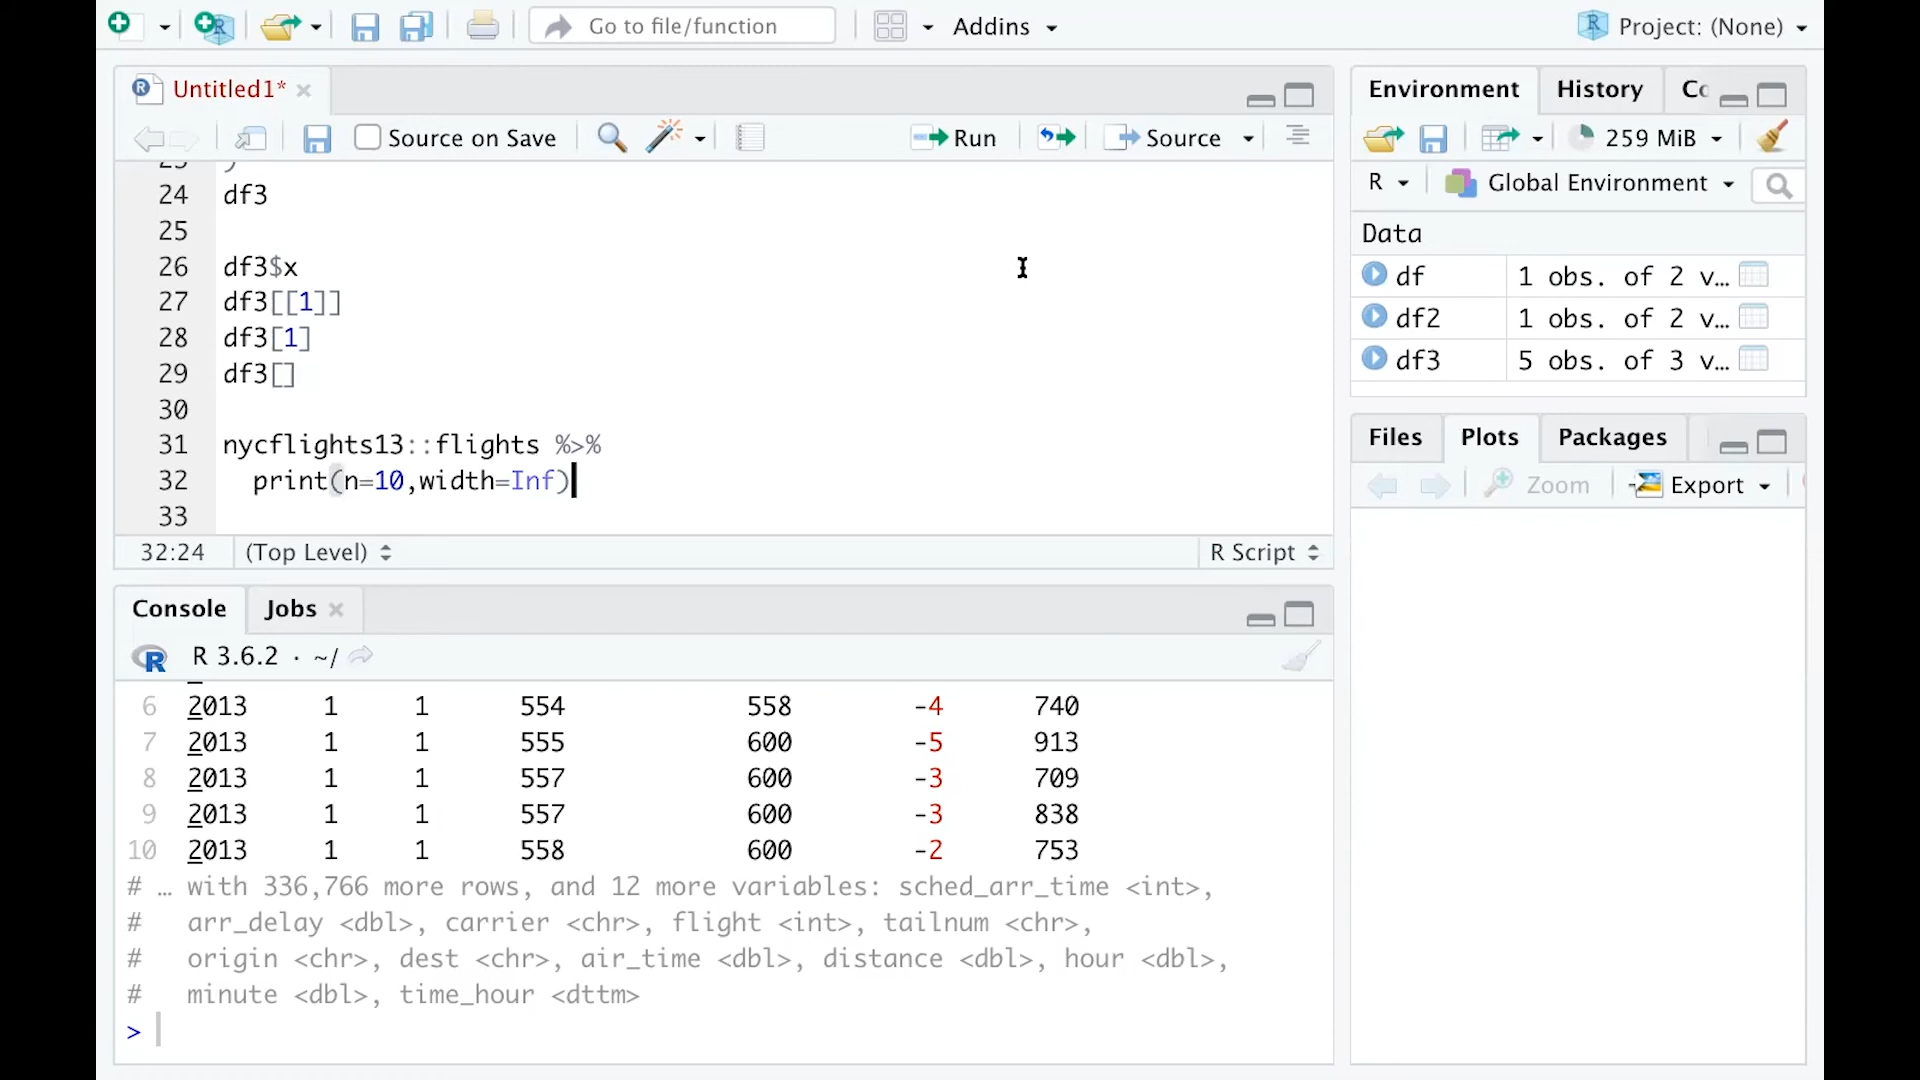 Go to file/function
Addins
Project: (None)
Untitled1*
Source on Save
Run
Source
24 df3
25
26 df3$x
27 df3[[1]]
28 df3[1]
29 df3[]
30
31 nycflights13::flights %>%
32 print(n=10,width=Inf)
33
32:24 (Top Level) R Script
Console Jobs
R 3.6.2 · ~/
6 2013 1 1 554 558 -4 740
7 2013 1 1 555 600 -5 913
8 2013 1 1 557 600 -3 709
9 2013 1 1 557 600 -3 838
10 2013 1 1 558 600 -2 753
# … with 336,766 more rows, and 12 more variables: sched_arr_time <int>,
# arr_delay <dbl>, carrier <chr>, flight <int>, tailnum <chr>,
# origin <chr>, dest <chr>, air_time <dbl>, distance <dbl>, hour <dbl>,
# minute <dbl>, time_hour <dttm>
>
Environment History
259 MiB
R Global Environment
Data
df 1 obs. of 2 v…
df2 1 obs. of 2 v…
df3 5 obs. of 3 v…
Files Plots Packages
Zoom Export